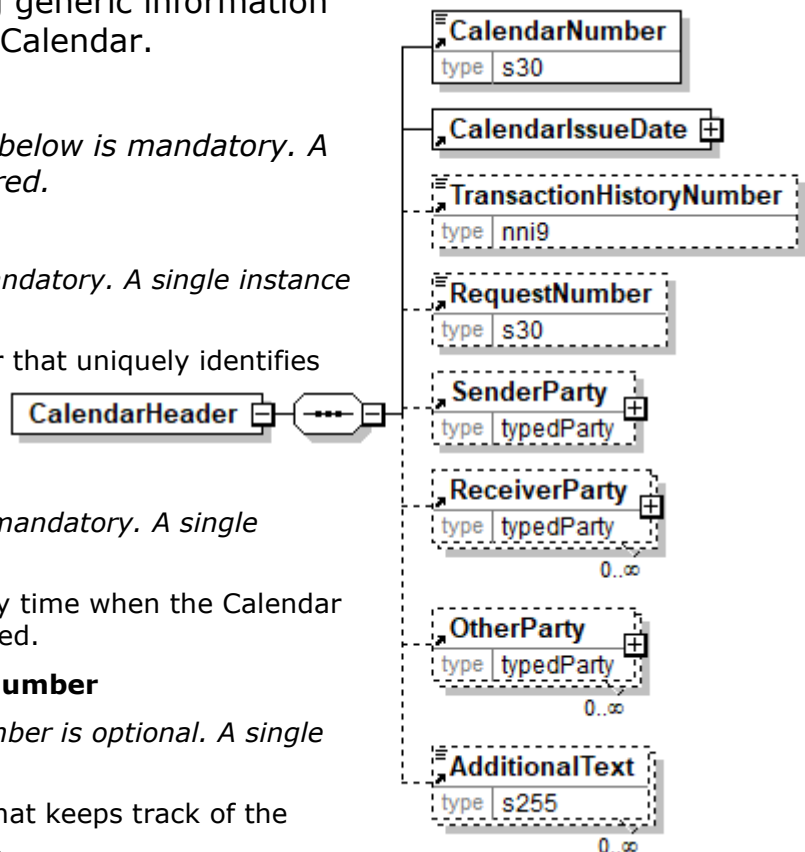 generic information
Calendar.
below is mandatory. A
red.
andatory. A single instance
r that uniquely identifies
mandatory. A single
y time when the Calendar
ed.
umber
nber is optional. A single
hat keeps track of the
CalendarHeader
CalendarNumber
type s30
CalendarIssueDate
TransactionHistoryNumber
type nni9
RequestNumber
type s30
SenderParty
type typedParty
ReceiverParty
type typedParty
0..∞
OtherParty
type typedParty
0..∞
AdditionalText
type s255
0..∞